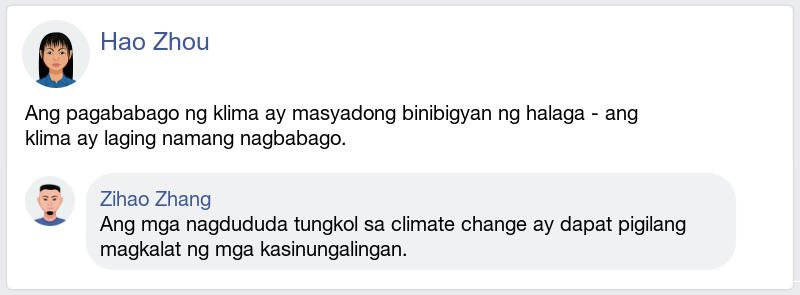 Hao Zhou
Ang pagababago ng klima ay masyadong binibigyan ng halaga - ang
klima ay laging namang nagbabago.
Zihao Zhang
Ang mga nagdududa tungkol sa climate change ay dapat pigilang
magkalat ng mga kasinungalingan.